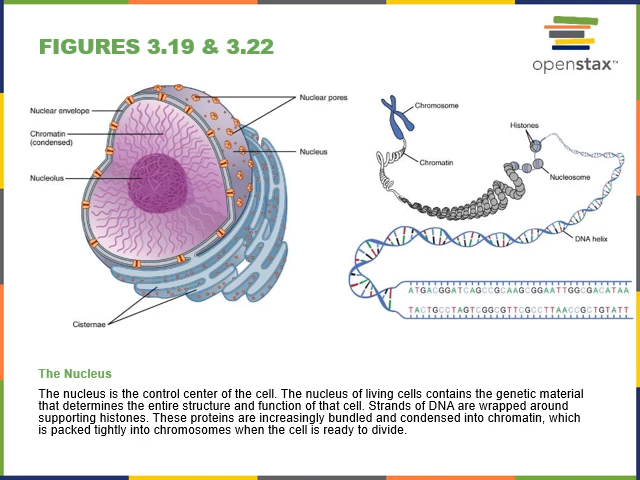 FIGURES 3.19 & 3.22
openstax™
Nuclear envelope
Chromatin
(condensed)
Nucleolus
Nuclear pores
Nucleus
Cisternae
Chromosome
Chromatin
Histones
Nucleosome
DNA helix
ATGACGGATCAGCCGCAAGCGGAATTGGCGACATAA
TACTGCCTAGTCGGCGTTCGCCTTAACCGCTGTATT
The Nucleus
The nucleus is the control center of the cell. The nucleus of living cells contains the genetic material
that determines the entire structure and function of that cell. Strands of DNA are wrapped around
supporting histones. These proteins are increasingly bundled and condensed into chromatin, which
is packed tightly into chromosomes when the cell is ready to divide.